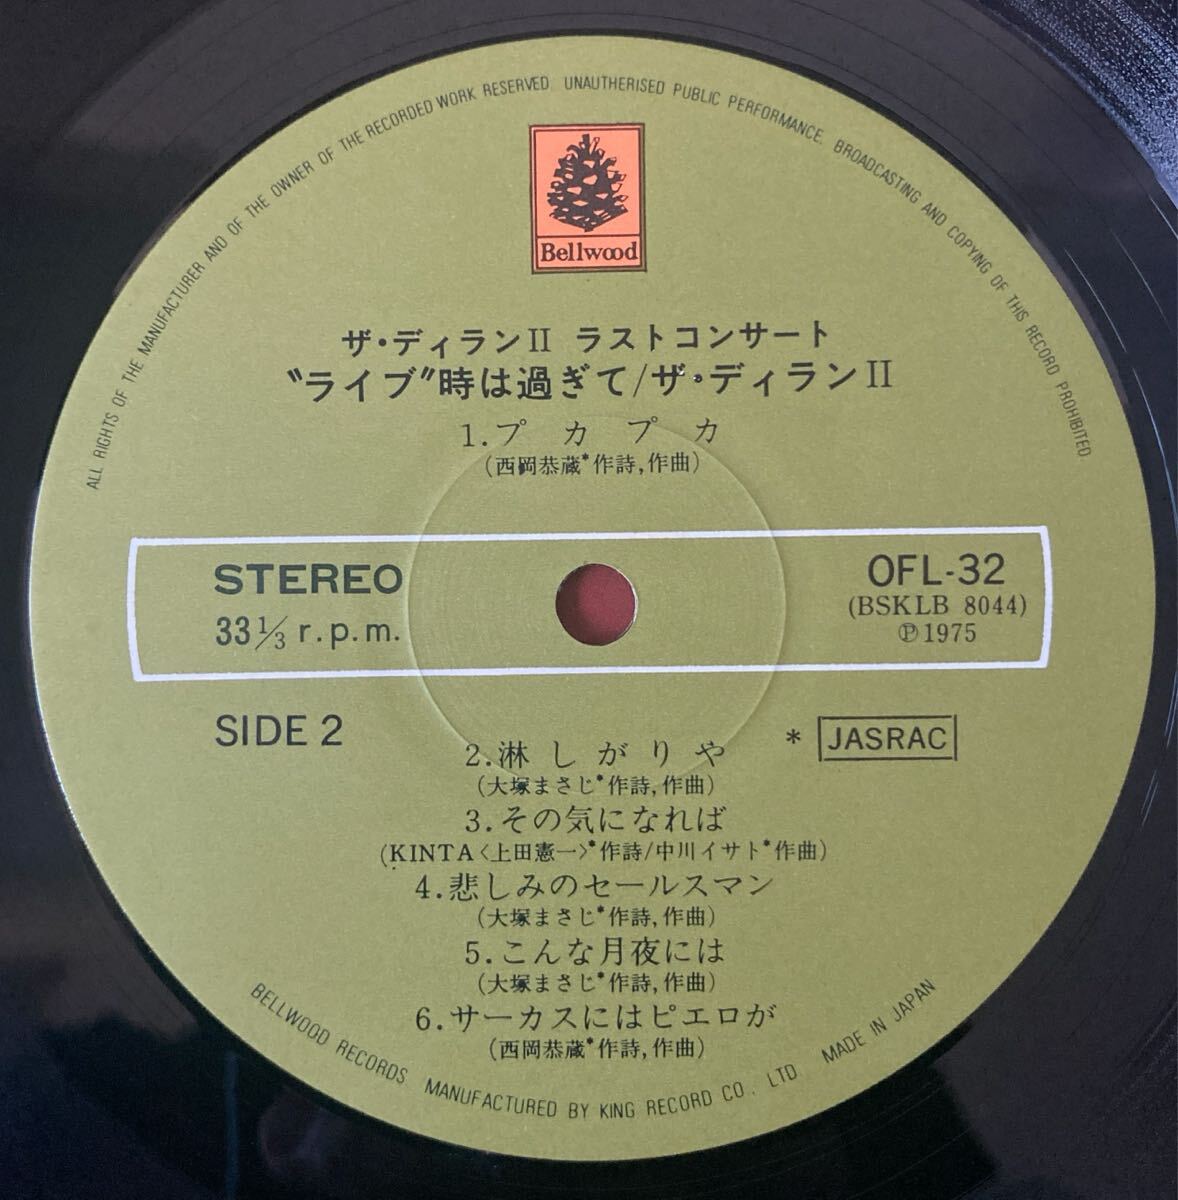 ALL RIGHTS OF THE MANUFACTURER AND OF THE OWNER OF THE RECORDED WORK RESERVED. UNAUTHERISED PUBLIC PERFORMANCE, BROADCASTING AND COPYING OF THIS RECORD PROHIBITED.
Bellwood
ザ・ディランII ラストコンサート
“ライブ”時は過ぎて/ザ・ディランII
1.プカプカ
(西岡恭蔵*作詩,作曲)
STEREO
33 1/3 r.p.m.
OFL-32
(BSKLB 8044)
Ⓟ1975
SIDE 2
* JASRAC
2.淋しがりや
(大塚まさじ*作詩,作曲)
3.その気になれば
(KINTA〈上田憲一〉*作詩/中川イサト*作曲)
4.悲しみのセールスマン
(大塚まさじ*作詩,作曲)
5.こんな月夜には
(大塚まさじ*作詩,作曲)
6.サーカスにはピエロが
(西岡恭蔵*作詩,作曲)
BELLWOOD RECORDS. MANUFACTURED BY KING RECORD CO., LTD. MADE IN JAPAN